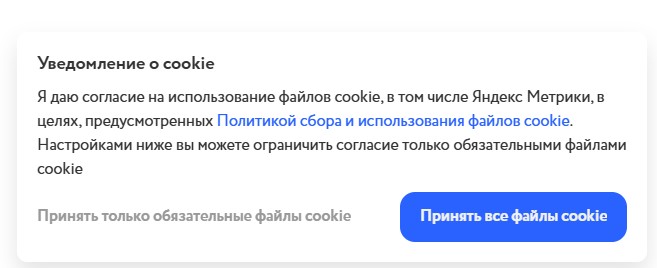 Уведомление о cookie
Я даю согласие на использование файлов cookie, в том числе Яндекс Метрики, в
целях, предусмотренных Политикой сбора и использования файлов cookie.
Настройками ниже вы можете ограничить согласие только обязательными файлами
cookie
Принять только обязательные файлы cookie
Принять все файлы cookie